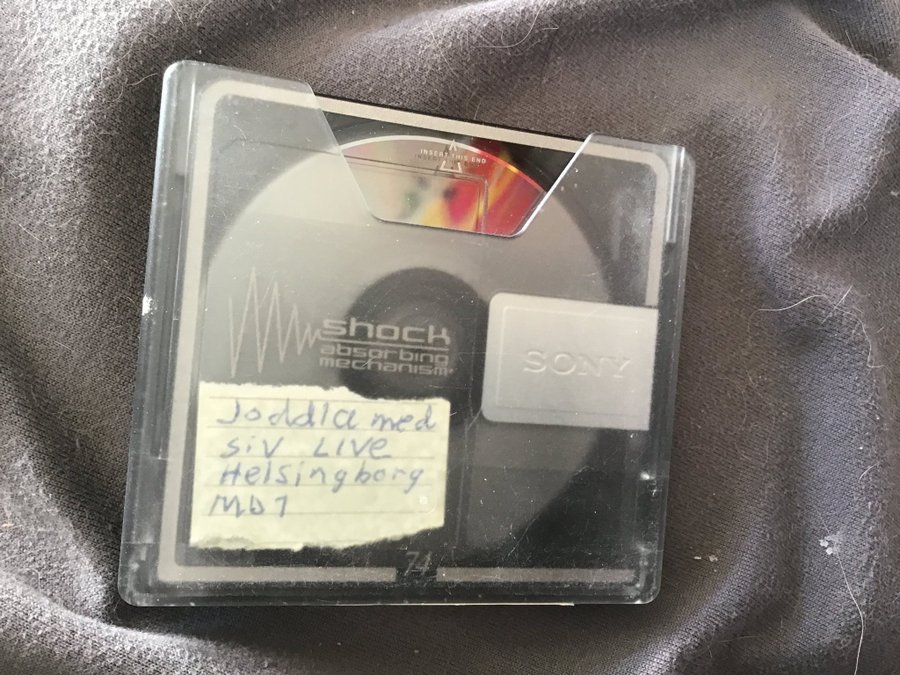 INSERT THIS END
shock
absorbing
mechanism
SONY
Joddla med
siv LIVE
Helsingborg
MD1
74